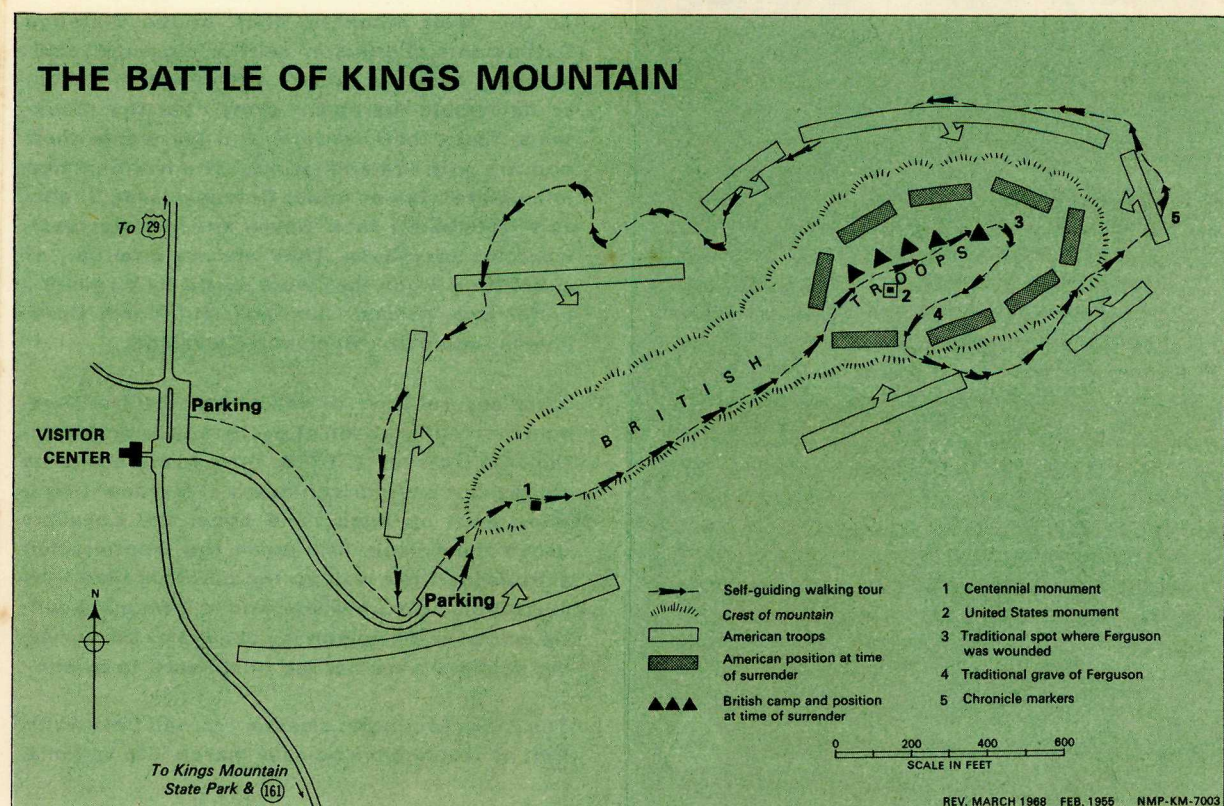 THE BATTLE OF KINGS MOUNTAIN
To 29
Parking
VISITOR
CENTER
3
5
TROOPS
2
4
BRITISH
1
Parking
N
Self-guiding walking tour
Crest of mountain
American troops
American position at time
of surrender
British camp and position
at time of surrender
1 Centennial monument
2 United States monument
3 Traditional spot where Ferguson
was wounded
4 Traditional grave of Ferguson
5 Chronicle markers
0 200 400 600
SCALE IN FEET
To Kings Mountain
State Park & 161
REV. MARCH 1968 FEB. 1955 NMP-KM-7003